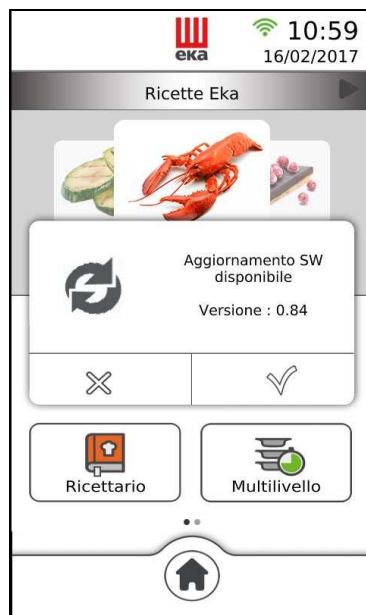 eka
10:59
16/02/2017
Ricette Eka
Aggiornamento SW
disponibile
Versione : 0.84
Ricettario
Multilivello